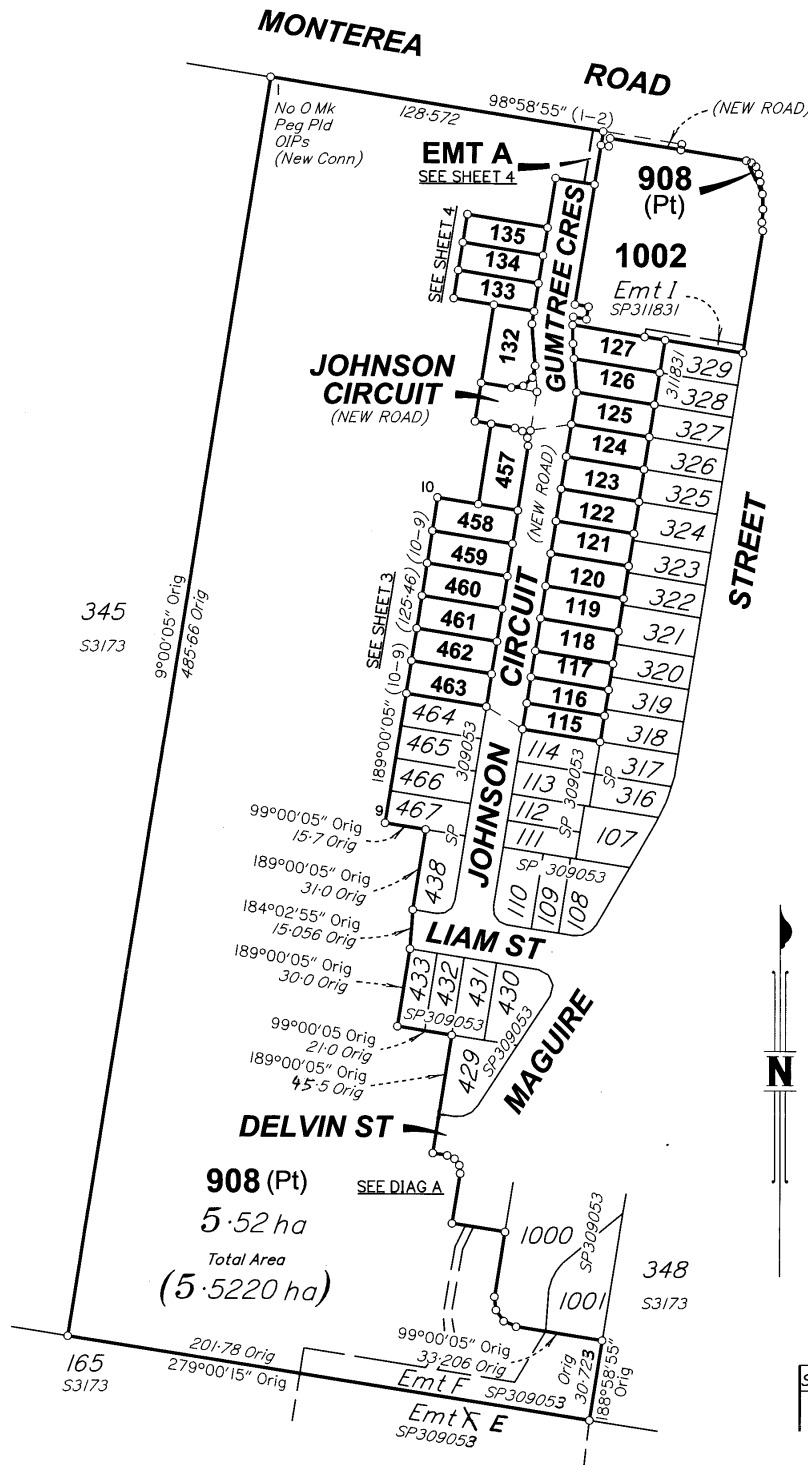 MONTEREA
ROAD
No O Mk
Peg Pld
OIPs
(New Conn)
128·572
98°58'55" (1-2)
(NEW ROAD)
EMT A
SEE SHEET 4
908
(Pt)
1002
Emt I
SP311831
SEE SHEET 4
135
134
133
132
GUMTREE CRES
JOHNSON
CIRCUIT
(NEW ROAD)
127
126
125
124
123
122
121
120
119
118
117
116
115
311831
329
328
327
326
325
324
323
322
321
320
319
318
317
316
STREET
457
(NEW ROAD)
10
458
459
460
461
462
463
CIRCUIT
189°00'05" (10-9) (125·46) (10-9)
SEE SHEET 3
345
S3173
9°00'05" Orig
485·66 Orig
464
465
466
467
SP 309053
9
JOHNSON
114
113
112
111
SP 309053
SP
107
SP 309053
110
109
108
99°00'05" Orig
15·7 Orig
438
189°00'05" Orig
31·0 Orig
184°02'55" Orig
15·056 Orig
LIAM ST
189°00'05" Orig
30·0 Orig
433
432
431
430
SP309053
99°00'05 Orig
21·0 Orig
429
SP309053
MAGUIRE
189°00'05" Orig
45·5 Orig
N
DELVIN ST
908 (Pt)
SEE DIAG A
5·52 ha
Total Area
(5·5220 ha)
1000
SP309053
1001
348
S3173
99°00'05" Orig
33·206 Orig
30·723 Orig
188°58'55" Orig
201·78 Orig
279°00'15" Orig
165
S3173
Emt F
SP309053
Emt F E
SP309053